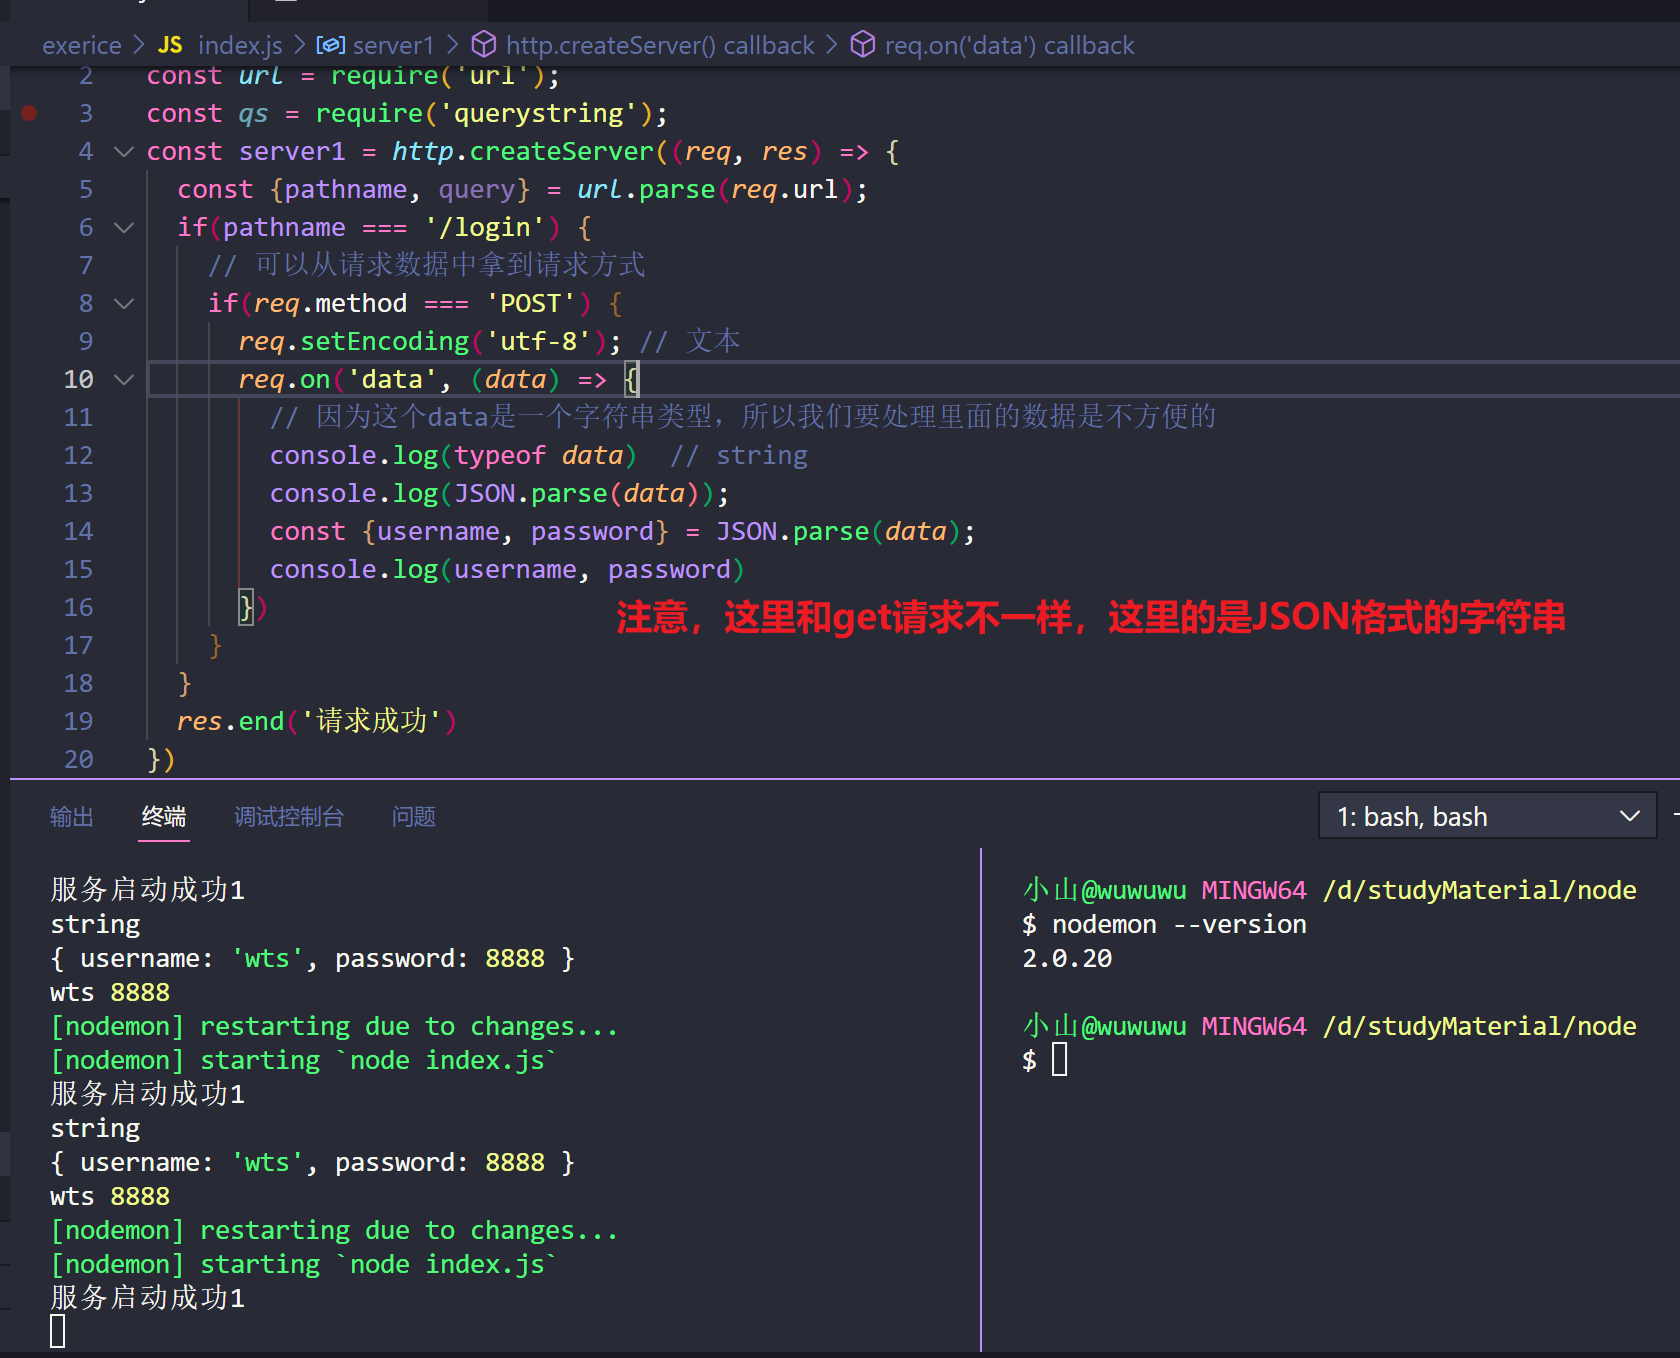 exerice > JS index.js > server1 > http.createServer() callback > req.on('data') callback
2 const url = require('url');
3 const qs = require('querystring');
4 const server1 = http.createServer((req, res) => {
5 const {pathname, query} = url.parse(req.url);
6 if(pathname === '/login') {
7 // 可以从请求数据中拿到请求方式
8 if(req.method === 'POST') {
9 req.setEncoding('utf-8'); // 文本
10 req.on('data', (data) => {
11 // 因为这个data是一个字符串类型，所以我们要处理里面的数据是不方便的
12 console.log(typeof data) // string
13 console.log(JSON.parse(data));
14 const {username, password} = JSON.parse(data);
15 console.log(username, password)
16 })
注意，这里和get请求不一样，这里的是JSON格式的字符串
17 }
18 }
19 res.end('请求成功')
20 })
输出 终端 调试控制台 问题
1: bash, bash
服务启动成功1
string
{ username: 'wts', password: 8888 }
wts 8888
[nodemon] restarting due to changes...
[nodemon] starting `node index.js`
服务启动成功1
string
{ username: 'wts', password: 8888 }
wts 8888
[nodemon] restarting due to changes...
[nodemon] starting `node index.js`
服务启动成功1
小山@wuwuwu MINGW64 /d/studyMaterial/node
$ nodemon --version
2.0.20
小山@wuwuwu MINGW64 /d/studyMaterial/node
$